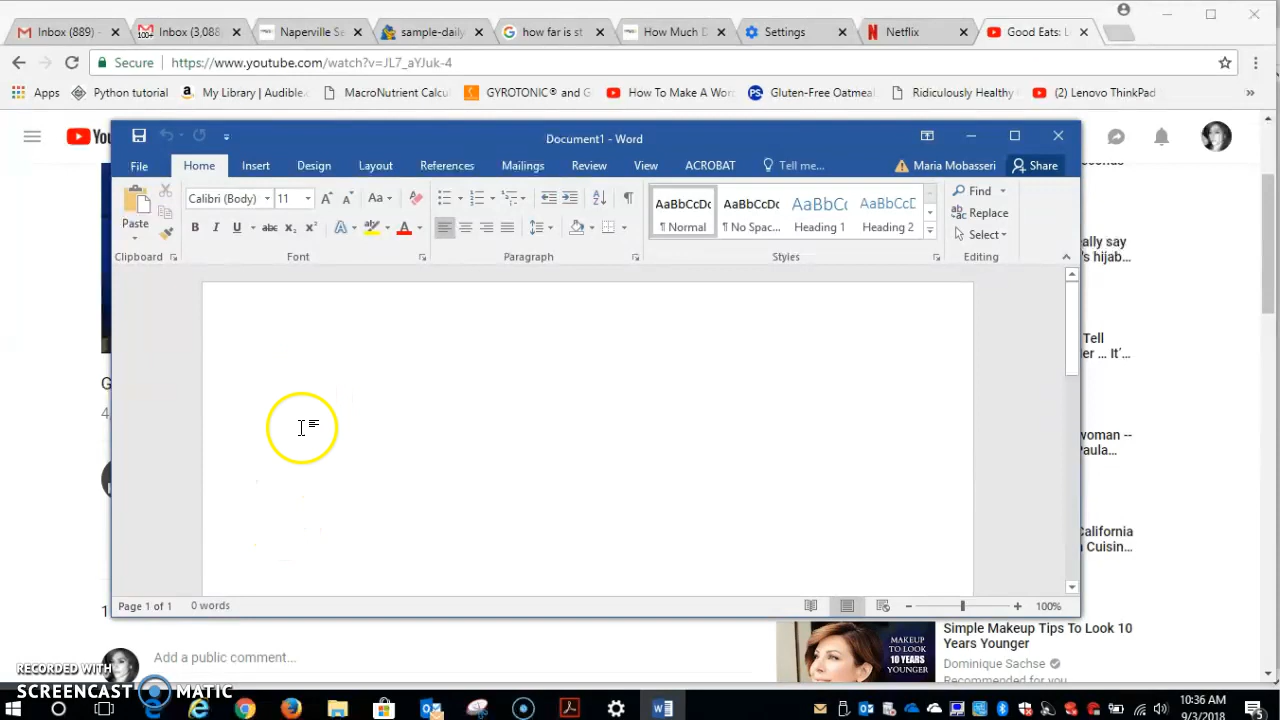 Inbox (889) -
Inbox (3,088
Naperville Se
sample-daily
how far is st
How Much D
Settings
Netflix
Good Eats: L
Secure
https://www.youtube.com/watch?v=JL7_aYJuk-4
Apps
Python tutorial
My Library | Audible
MacroNutrient Calcul
GYROTONIC® and G
How To Make A Wor
Gluten-Free Oatmeal
Ridiculously Healthy
(2) Lenovo ThinkPad
Document1 - Word
File
Home
Insert
Design
Layout
References
Mailings
Review
View
ACROBAT
Tell me...
Maria Mobasseri
Share
Paste
Calibri (Body)
11
AaBbCcDc
¶ Normal
AaBbCcDc
¶ No Spac...
AaBbCc
Heading 1
AaBbCcD
Heading 2
Find
Replace
Select
Clipboard
Font
Paragraph
Styles
Editing
ally say
's hijab...
Tell
ter ... It'...
woman --
Paula...
California
n Cuisin...
Page 1 of 1
0 words
100%
Add a public comment...
MAKEUP
TO LOOK
10 YEARS
YOUNGER
Simple Makeup Tips To Look 10
Years Younger
Dominique Sachse
Recommended for you
RECORDED WITH
SCREENCAST MATIC
10:36 AM
9/3/2018